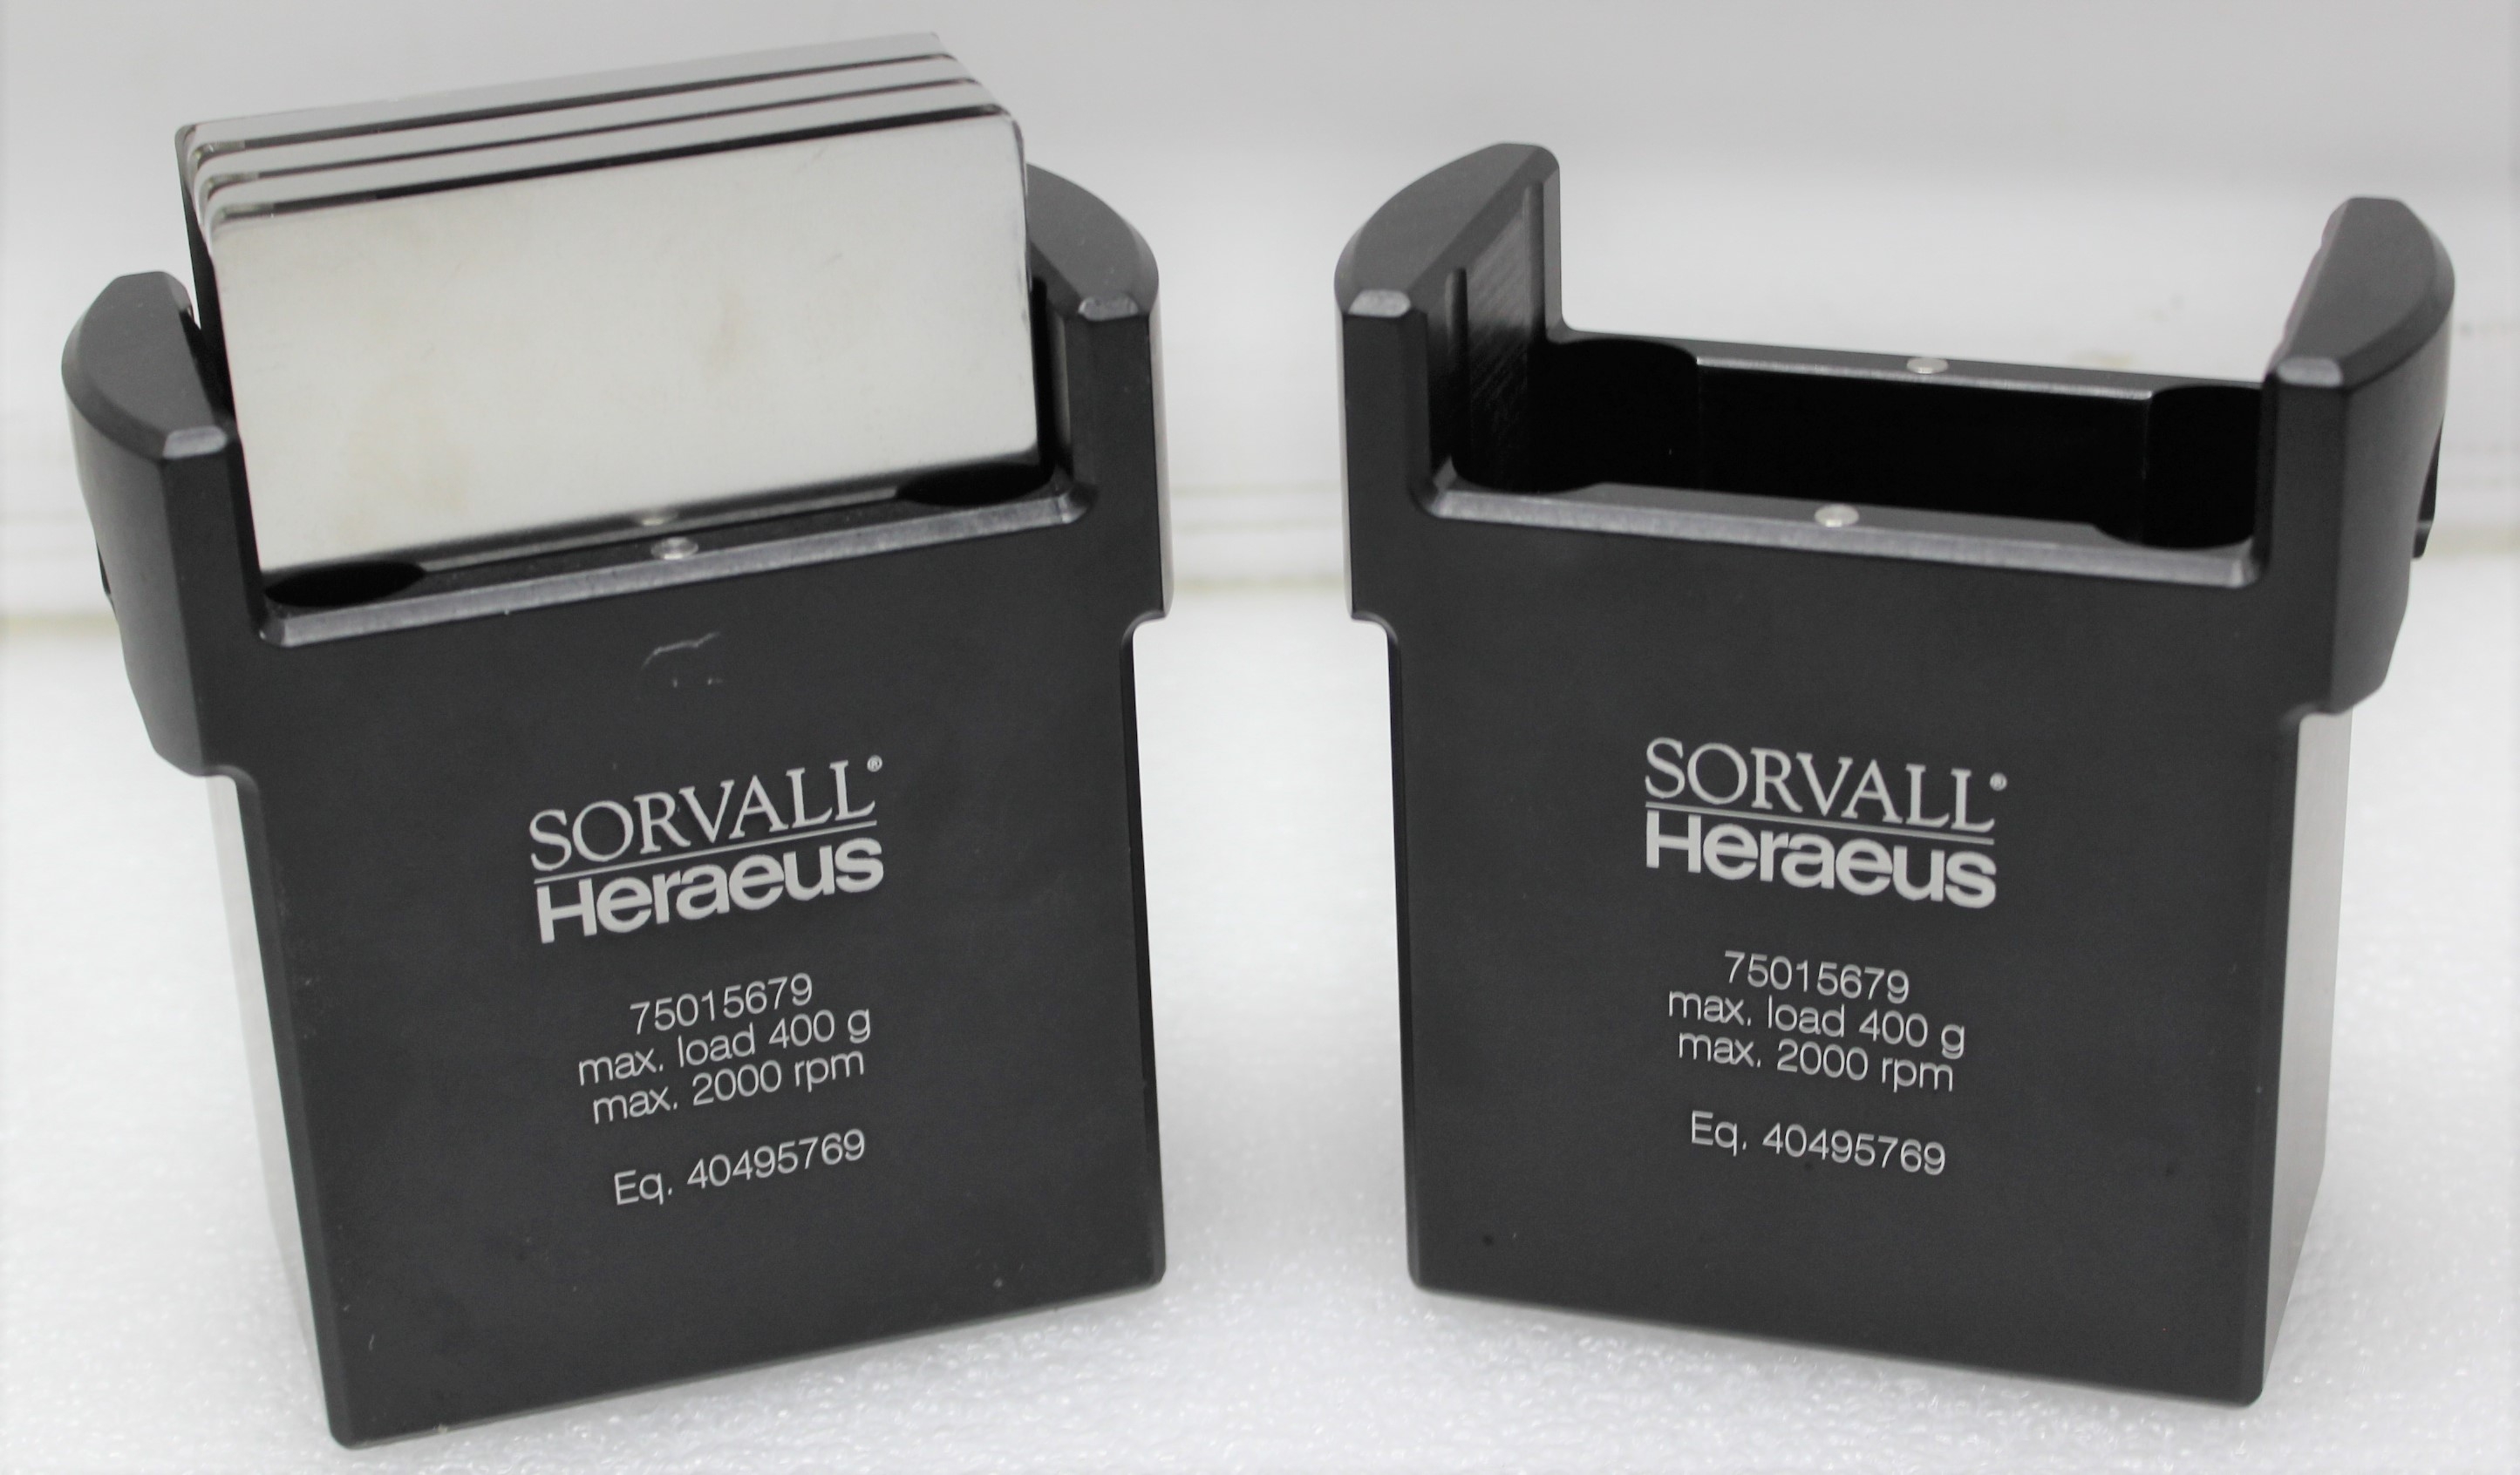 SORVALL®
Heraeus
75015679
max. load 400 g
max. 2000 rpm
Eq. 40495769
SORVALL®
Heraeus
75015679
max. load 400 g
max. 2000 rpm
Eq. 40495769